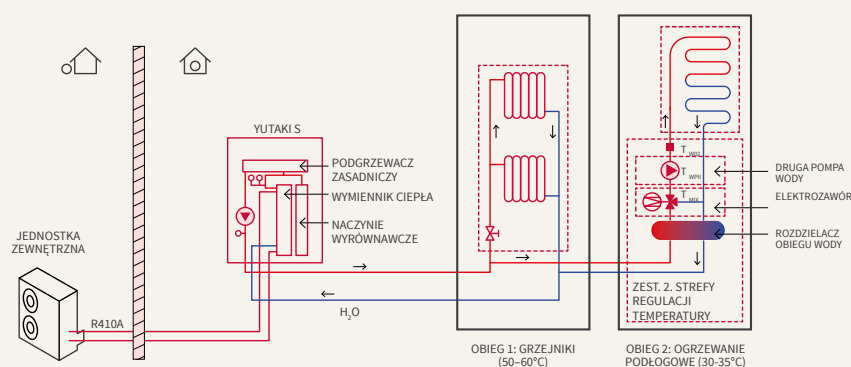 YUTAKI S
PODGRZEWACZ
ZASADNICZY
WYMIENNIK CIEPŁA
NACZYNIE
WYRÓWNAWCZE
JEDNOSTKA
ZEWNĘTRZNA
R410A
H₂O
T WO2
T WPII
T MIX
DRUGA POMPA
WODY
ELEKTROZAWÓR
ROZDZIELACZ
OBIEGU WODY
ZEST. 2. STREFY
REGULACJI
TEMPERATURY
OBIEG 1: GRZEJNIKI
(50–60°C)
OBIEG 2: OGRZEWANIE
PODŁOGOWE (30-35°C)